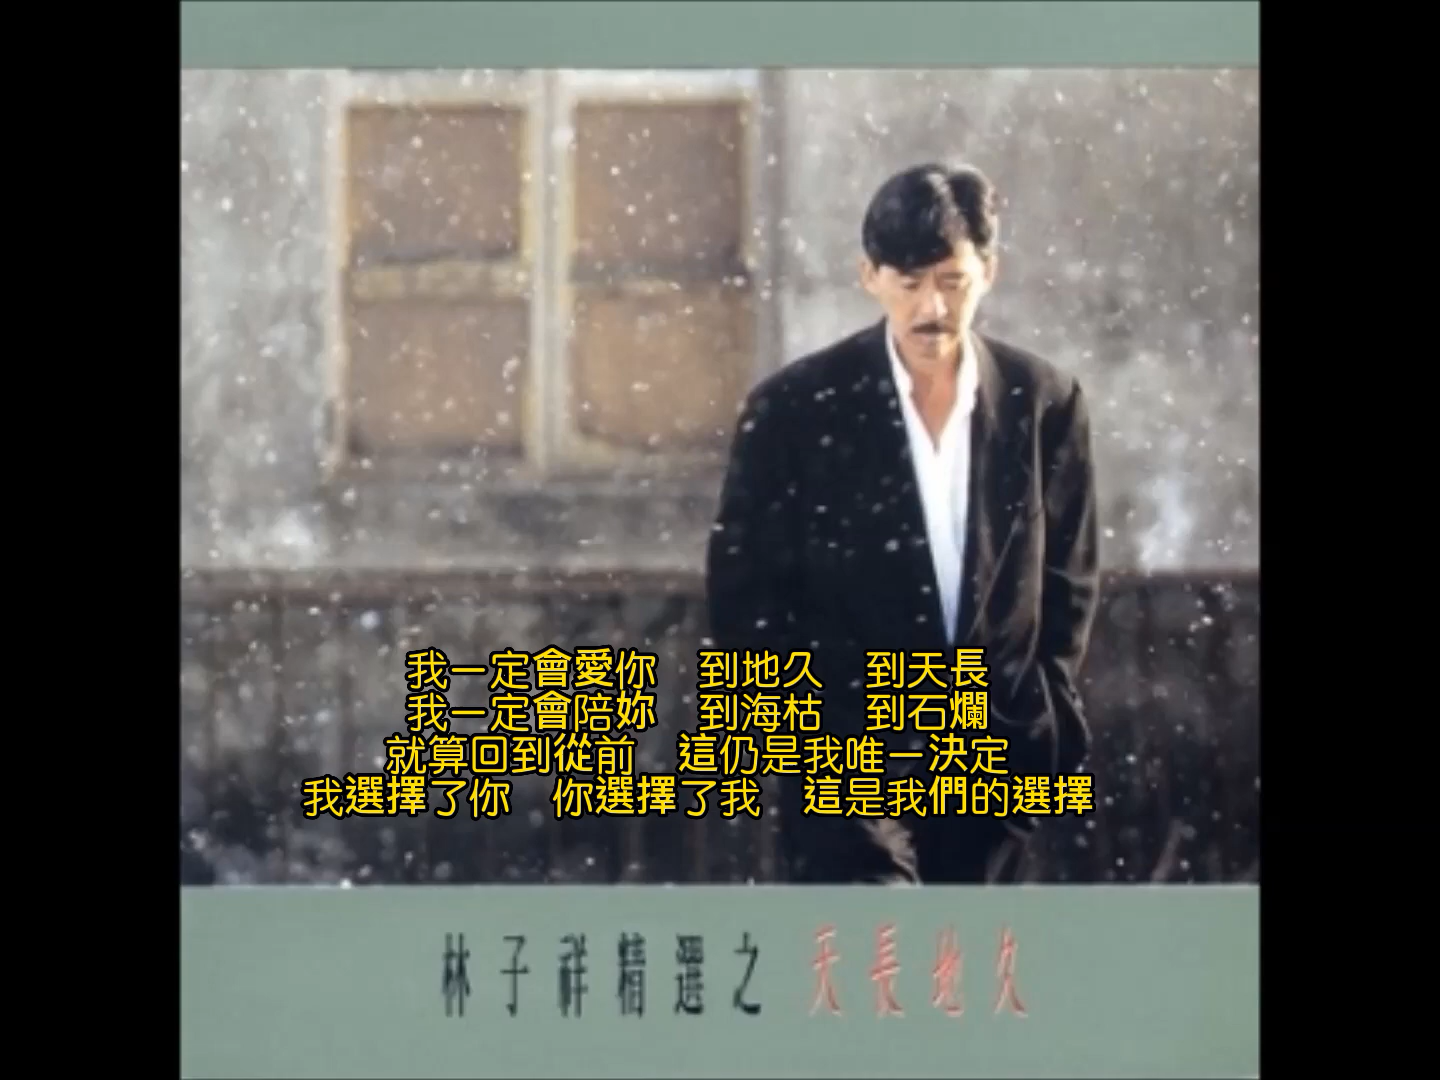 我一定會愛你　到地久　到天長
我一定會陪妳　到海枯　到石爛
就算回到從前　這仍是我唯一決定
我選擇了你　你選擇了我　這是我們的選擇
林子祥精選之天長地久